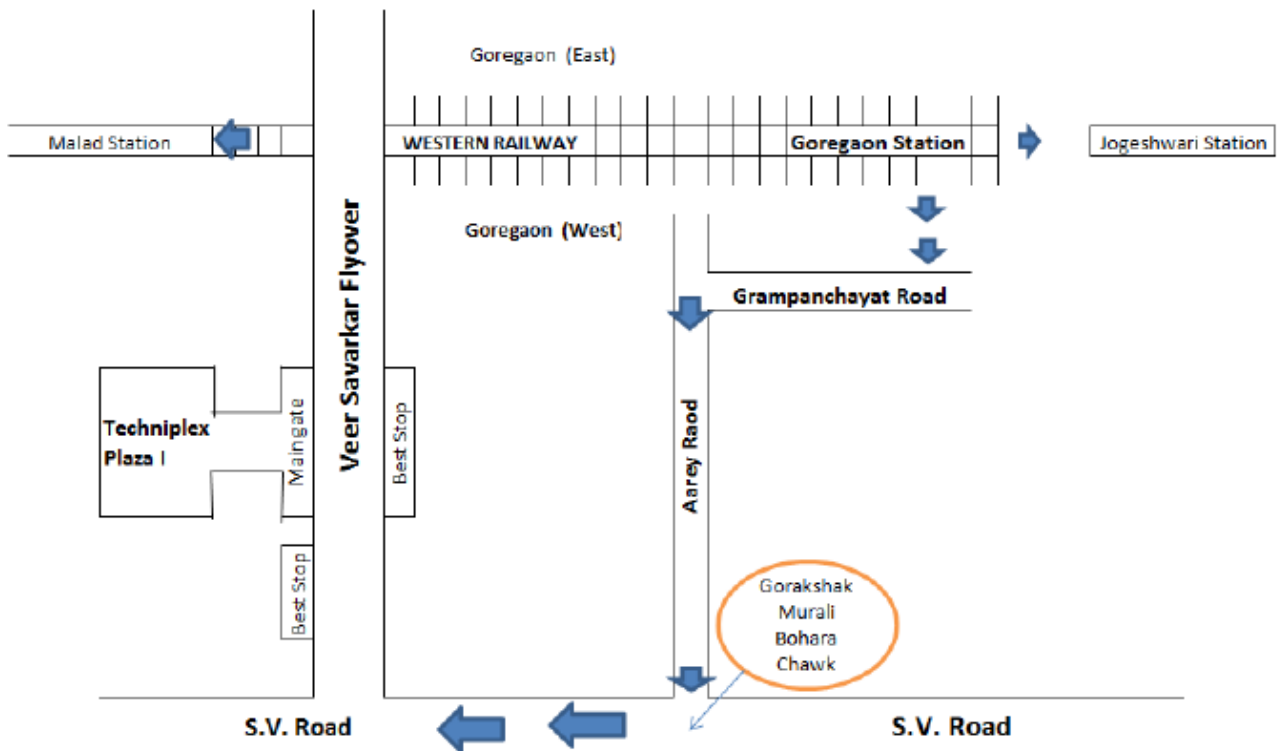 Goregaon (East)
Malad Station
WESTERN RAILWAY
Goregaon Station
Jogeshwari Station
Veer Savarkar Flyover
Goregaon (West)
Grampanchayat Road
Techniplex
Plaza I
Maingate
Best Stop
Aarey Raod
Best Stop
Gorakshak
Murali
Bohara
Chawk
S.V. Road
S.V. Road